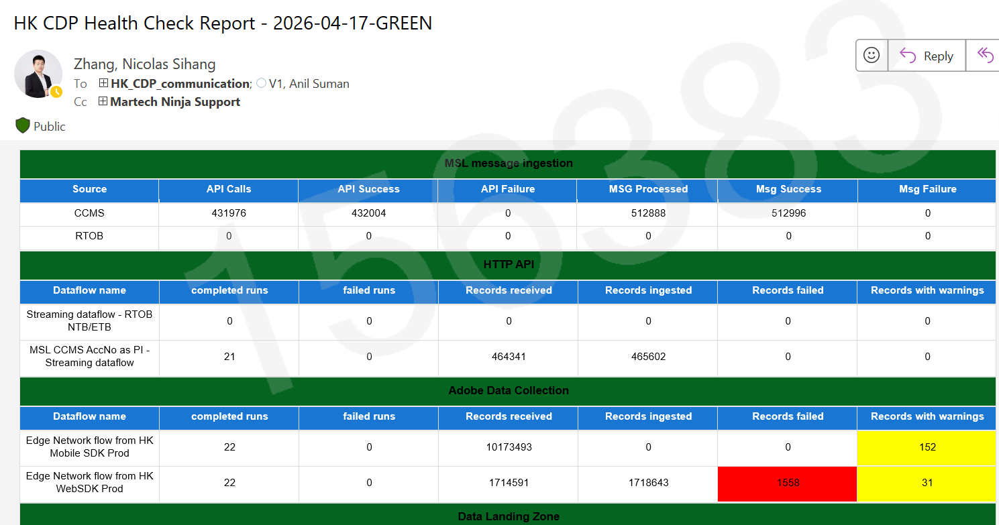 HK CDP Health Check Report - 2026-04-17-GREEN
Zhang, Nicolas Sihang
To HK_CDP_communication; V1, Anil Suman
Cc Martech Ninja Support
Reply
Public
156383
MSL message ingestion
Source API Calls API Success API Failure MSG Processed Msg Success Msg Failure
CCMS 431976 432004 0 512888 512996 0
RTOB 0 0 0 0 0 0
HTTP API
Dataflow name completed runs failed runs Records received Records ingested Records failed Records with warnings
Streaming dataflow - RTOB
NTB/ETB 0 0 0 0 0 0
MSL CCMS AccNo as PI -
Streaming dataflow 21 0 464341 465602 0 0
Adobe Data Collection
Dataflow name completed runs failed runs Records received Records ingested Records failed Records with warnings
Edge Network flow from HK
Mobile SDK Prod 22 0 10173493 0 0 152
Edge Network flow from HK
WebSDK Prod 22 0 1714591 1718643 1558 31
Data Landing Zone